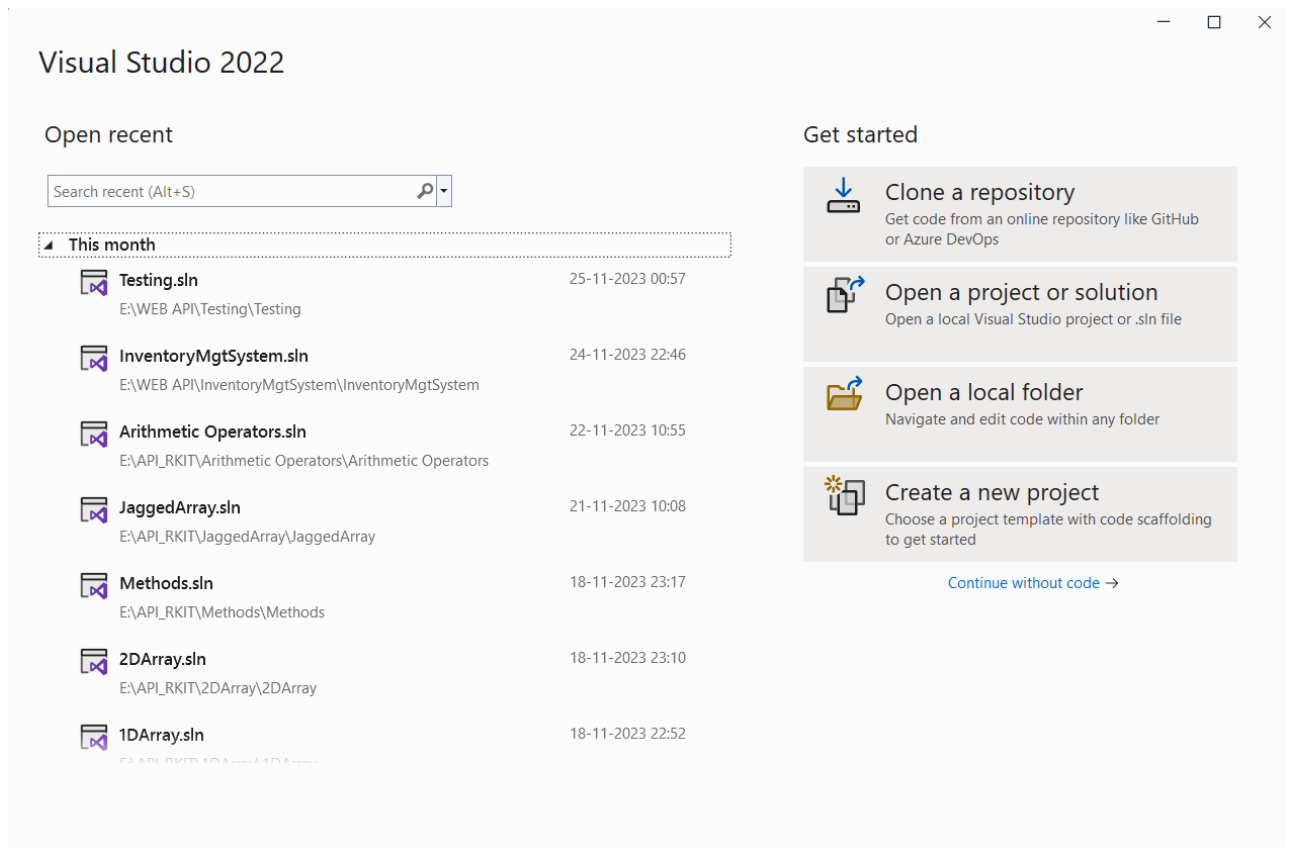 Visual Studio 2022
Open recent
Search recent (Alt+S)
This month
Testing.sln 25-11-2023 00:57
E:\WEB API\Testing\Testing
InventoryMgtSystem.sln 24-11-2023 22:46
E:\WEB API\InventoryMgtSystem\InventoryMgtSystem
Arithmetic Operators.sln 22-11-2023 10:55
E:\API_RKIT\Arithmetic Operators\Arithmetic Operators
JaggedArray.sln 21-11-2023 10:08
E:\API_RKIT\JaggedArray\JaggedArray
Methods.sln 18-11-2023 23:17
E:\API_RKIT\Methods\Methods
2DArray.sln 18-11-2023 23:10
E:\API_RKIT\2DArray\2DArray
1DArray.sln 18-11-2023 22:52
E:\API_RKIT\1DArray\1DArray
Get started
Clone a repository
Get code from an online repository like GitHub
or Azure DevOps
Open a project or solution
Open a local Visual Studio project or .sln file
Open a local folder
Navigate and edit code within any folder
Create a new project
Choose a project template with code scaffolding
to get started
Continue without code →